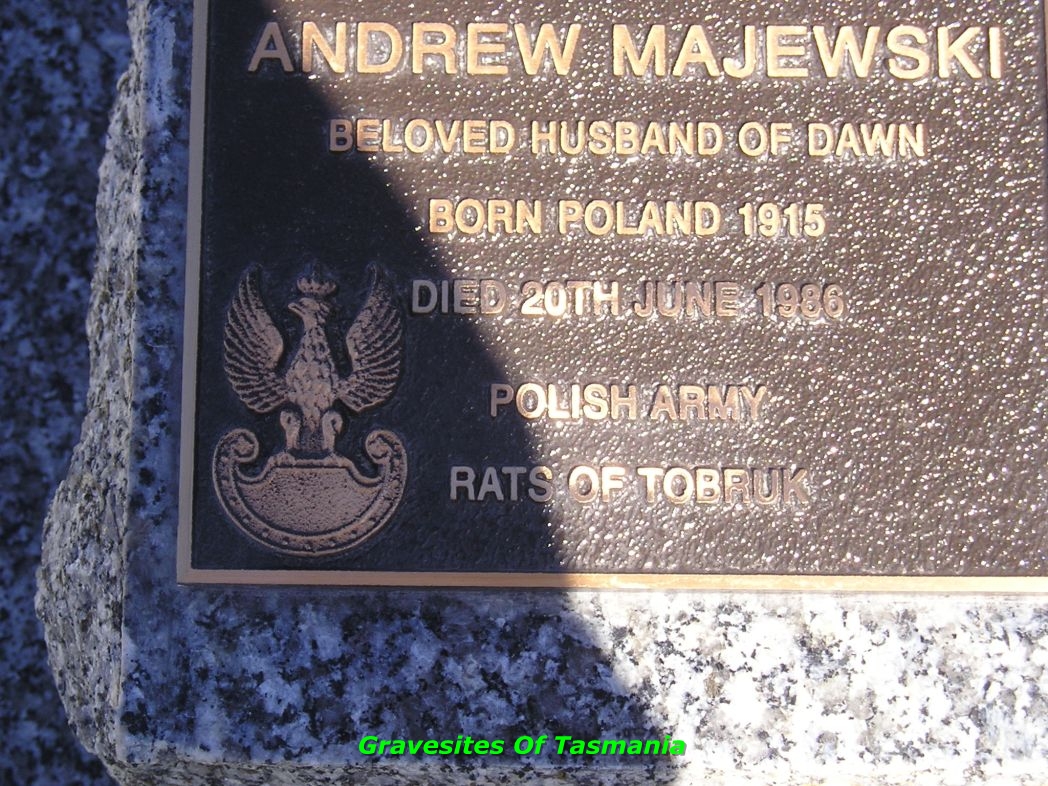 ANDREW MAJEWSKI
BELOVED HUSBAND OF DAWN
BORN POLAND 1915
DIED 20TH JUNE 1986
POLISH ARMY
RATS OF TOBRUK
Gravesites Of Tasmania